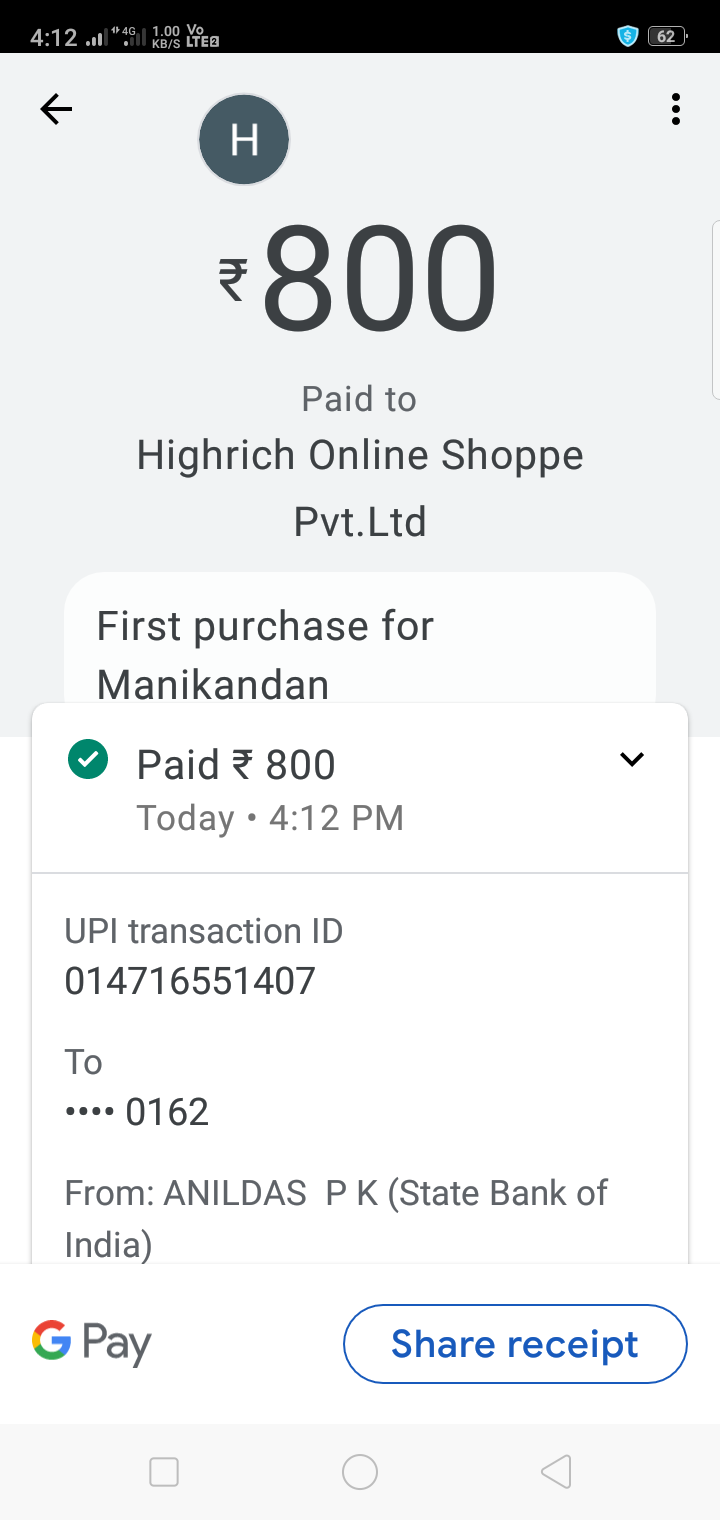 4:12 4G 1.00 KB/S Vo LTE2 62
H
₹800
Paid to
Highrich Online Shoppe
Pvt.Ltd
First purchase for
Manikandan
Paid ₹ 800
Today • 4:12 PM
UPI transaction ID
014716551407
To
•••• 0162
From: ANILDAS P K (State Bank of
India)
G Pay
Share receipt